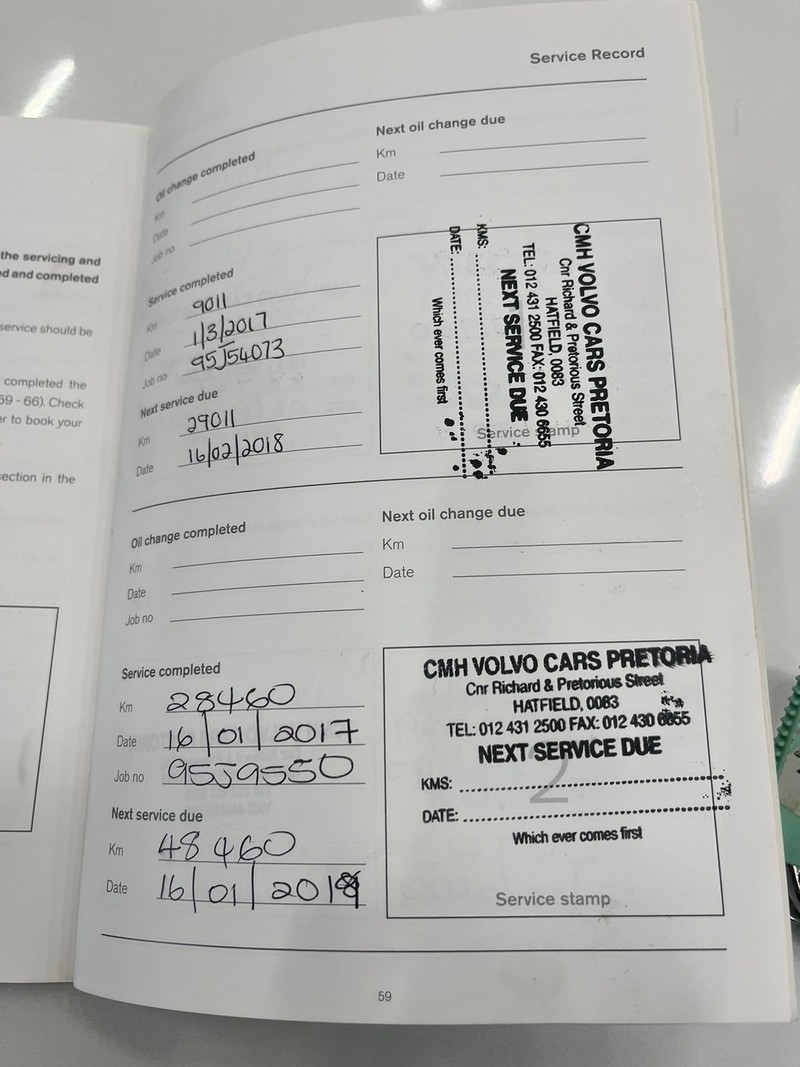 Service Record
Oil change completed
Km
Date
Job no
Next oil change due
Km
Date
the servicing and
ed and completed
service should be
completed the
59 - 66). Check
er to book your
section in the
Service completed
Km 9011
Date 1/3/2017
Job no 95J54073
Next service due
Km 29011
Date 16/02/2018
CMH VOLVO CARS PRETORIA
Cnr Richard & Pretorious Street
HATFIELD, 0083
TEL: 012 431 2500 FAX: 012 430 6655
NEXT SERVICE DUE
KMS:
DATE:
Which ever comes first
Service stamp
Oil change completed
Km
Date
Job no
Next oil change due
Km
Date
Service completed
Km 28460
Date 16/01/2017
Job no 95J9550
Next service due
Km 48460
Date 16/01/
CMH VOLVO CARS PRETORIA
Cnr Richard & Pretorious Street
HATFIELD, 0083
TEL: 012 431 2500 FAX: 012 430 6655
NEXT SERVICE DUE
2
KMS:
DATE:
Which ever comes first
Service stamp
59